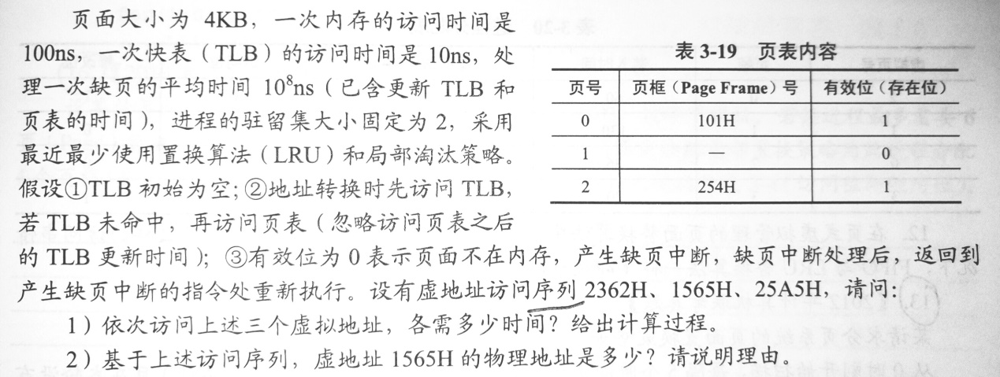 页面大小为 4KB，一次内存的访问时间是
100ns，一次快表（TLB）的访问时间是 10ns，处
理一次缺页的平均时间 10⁸ns（已含更新 TLB 和
页表的时间），进程的驻留集大小固定为 2，采用
最近最少使用置换算法（LRU）和局部淘汰策略。
假设①TLB 初始为空；②地址转换时先访问 TLB，
若 TLB 未命中，再访问页表（忽略访问页表之后
的 TLB 更新时间）；③有效位为 0 表示页面不在内存，产生缺页中断，缺页中断处理后，返回到
产生缺页中断的指令处重新执行。设有虚地址访问序列 2362H、1565H、25A5H，请问：
1）依次访问上述三个虚拟地址，各需多少时间？给出计算过程。
2）基于上述访问序列，虚地址 1565H 的物理地址是多少？请说明理由。
表 3-19 页表内容
页号 页框（Page Frame）号 有效位（存在位）
0 101H 1
1 — 0
2 254H 1